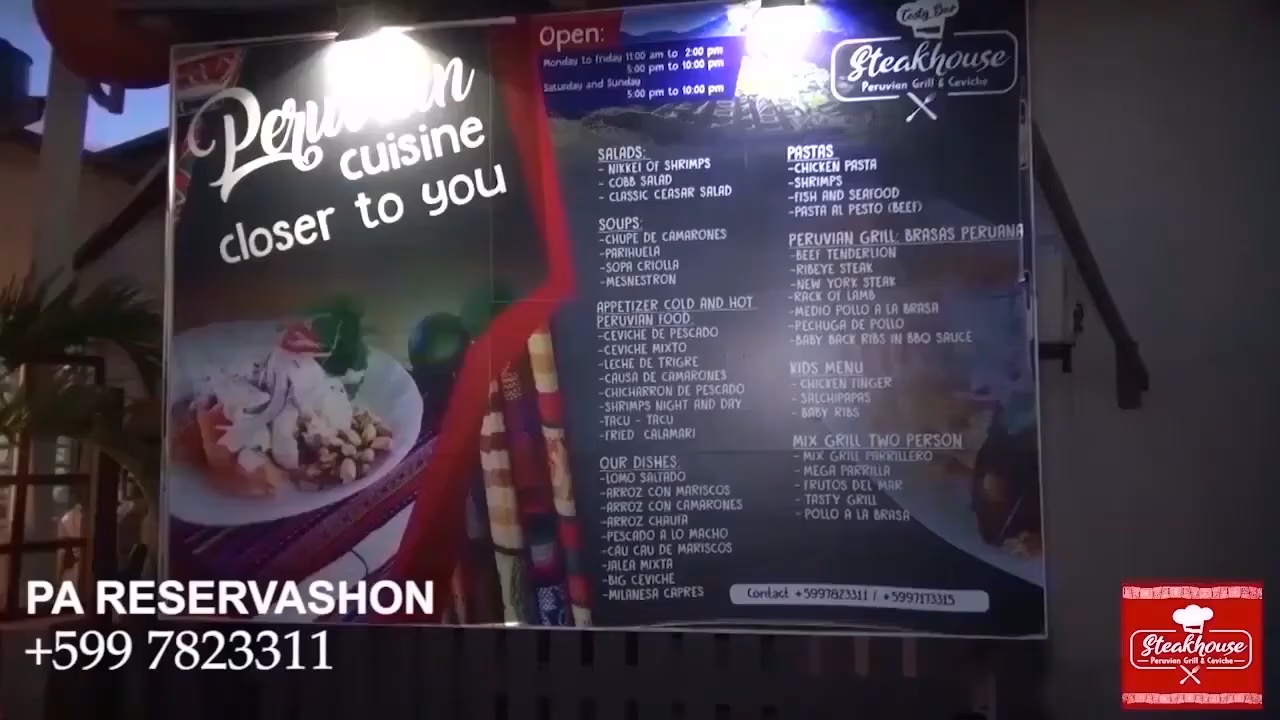 Peruvian
cuisine
closer to you
Open:
Monday to friday 11:00 am to 2:00 pm
5:00 pm to 10:00 pm
Saturday and Sunday
5:00 pm to 10:00 pm
Tasty Bar
Steakhouse
Peruvian Grill & Ceviche
SALADS:
- NIKKEI OF SHRIMPS
- COBB SALAD
- CLASSIC CEASAR SALAD
SOUPS:
-CHUPE DE CAMARONES
-PARIHUELA
-SOPA CRIOLLA
-MESNESTRON
APPETIZER COLD AND HOT
PERUVIAN FOOD
-CEVICHE DE PESCADO
-CEVICHE MIXTO
-LECHE DE TRIGRE
-CAUSA DE CAMARONES
-CHICHARRON DE PESCADO
-SHRIMPS NIGHT AND DAY
-TACU - TACU
-FRIED CALAMARI
OUR DISHES
-LOMO SALTADO
-ARROZ CON MARISCOS
-ARROZ CON CAMARONES
-ARROZ CHAUFA
-PESCADO A LO MACHO
-CAU CAU DE MARISCOS
-JALEA MIXTA
-BIG CEVICHE
-MILANESA CAPRES
PASTAS
-CHICKEN PASTA
-SHRIMPS
-FISH AND SEAFOOD
-PASTA AL PESTO (BEEF)
PERUVIAN GRILL: BRASAS PERUANA
-BEEF TENDERLION
-RIBEYE STEAK
-NEW YORK STEAK
-RACK OF LAMB
-MEDIO POLLO A LA BRASA
-PECHUGA DE POLLO
-BABY BACK RIBS IN BBQ SAUCE
KIDS MENU
- CHICKEN FINGER
- SALCHIPAPAS
- BABY RIBS
MIX GRILL TWO PERSON
- MIX GRILL PARRILLERO
- MEGA PARRILLA
- FRUTOS DEL MAR
- TASTY GRILL
- POLLO A LA BRASA
Contact +5997823311 / +5997173315
PA RESERVASHON
+599 7823311
Steakhouse
Peruvian Grill & Ceviche